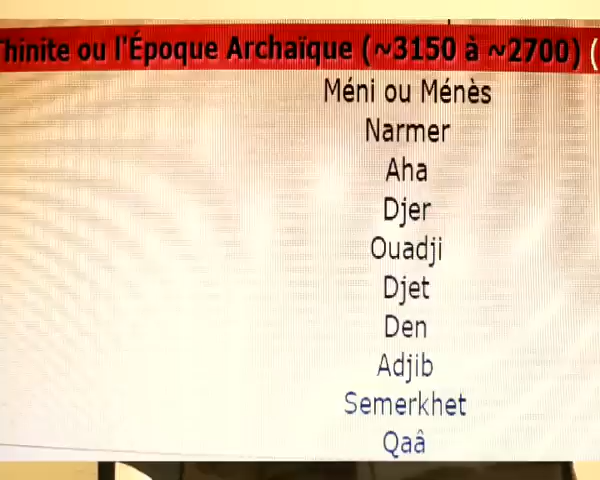 Thinite ou l'Époque Archaïque (~3150 à ~2700) (
Méni ou Ménès
Narmer
Aha
Djer
Ouadji
Djet
Den
Adjib
Semerkhet
Qaâ